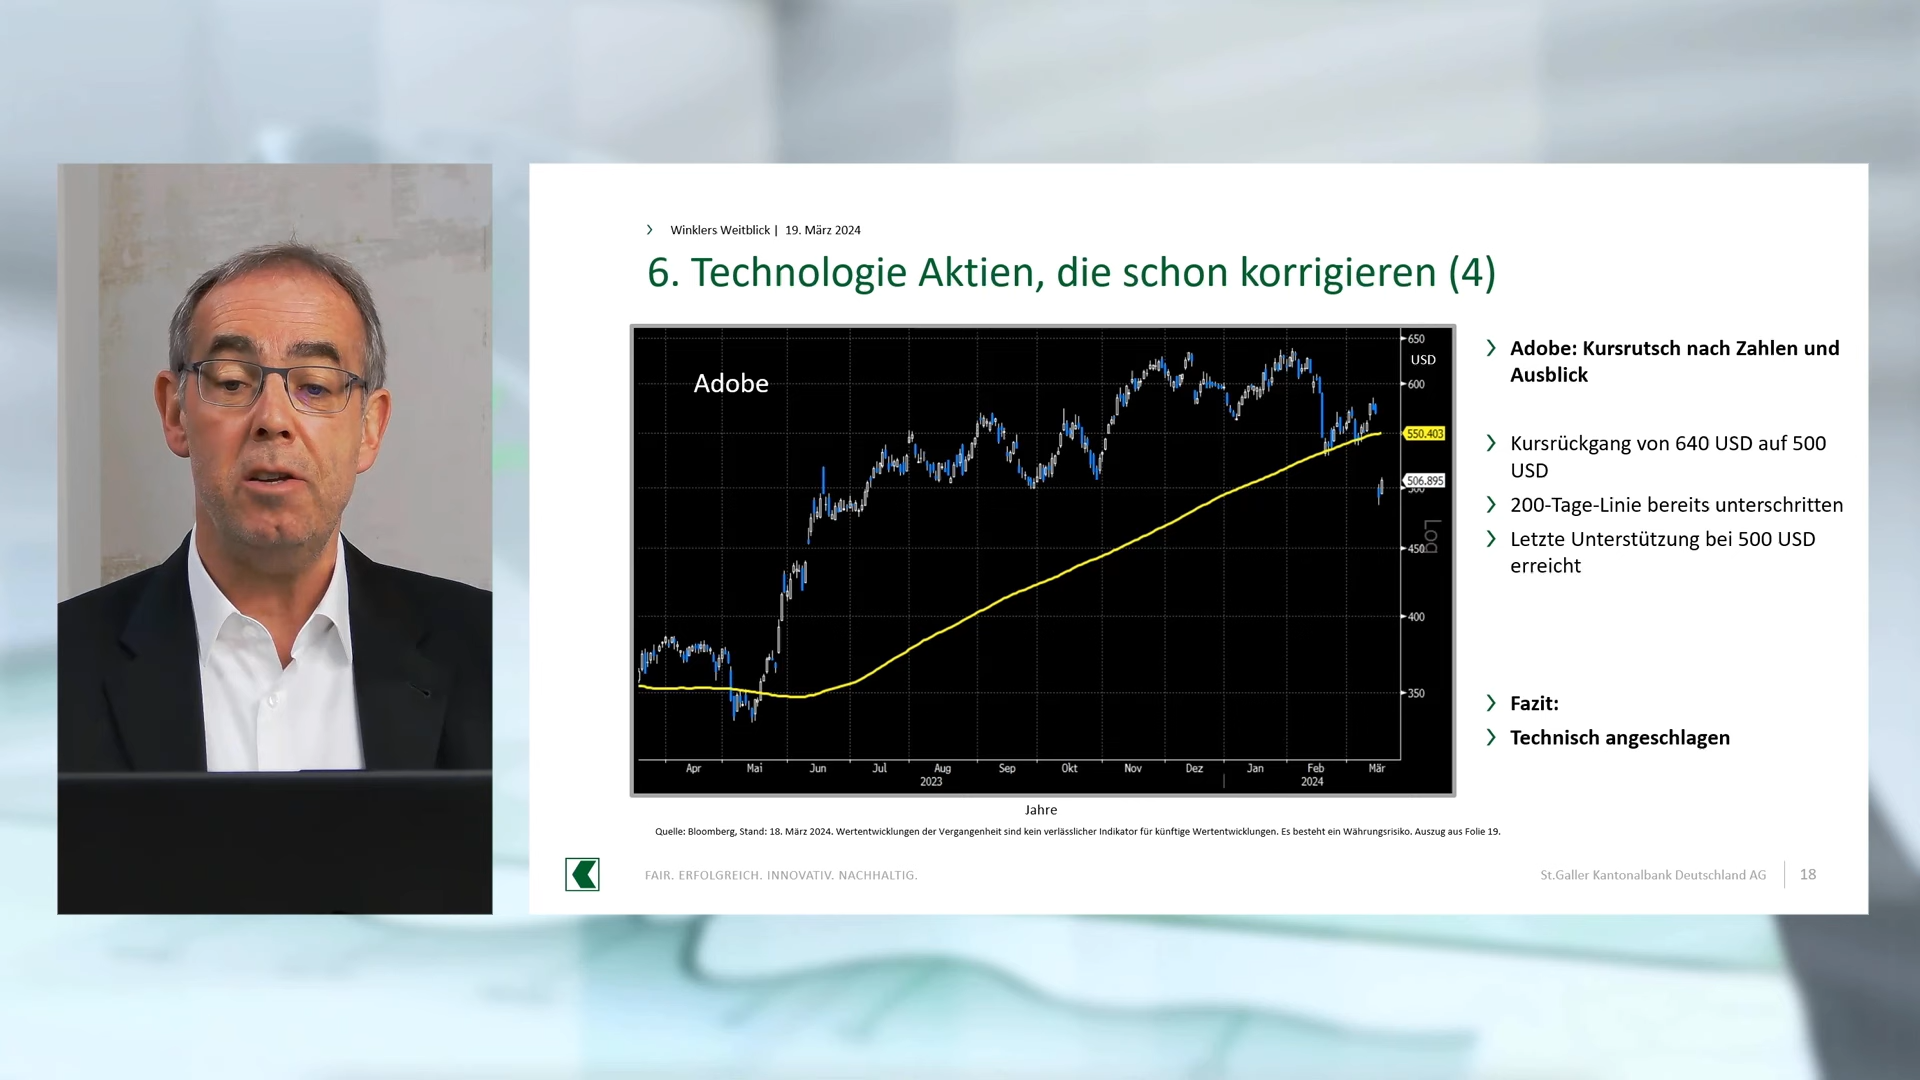 Winklers Weitblick | 19. März 2024
6. Technologie Aktien, die schon korrigieren (4)
Adobe
650
USD
600
550.403
506.895
500
Log
450
400
350
Apr Mai Jun Jul Aug Sep Okt Nov Dez Jan Feb Mär
2023 2024
Jahre
Adobe: Kursrutsch nach Zahlen und
Ausblick
Kursrückgang von 640 USD auf 500
USD
200-Tage-Linie bereits unterschritten
Letzte Unterstützung bei 500 USD
erreicht
Fazit:
Technisch angeschlagen
Quelle: Bloomberg, Stand: 18. März 2024. Wertentwicklungen der Vergangenheit sind kein verlässlicher Indikator für künftige Wertentwicklungen. Es besteht ein Währungsrisiko. Auszug aus Folie 19.
FAIR. ERFOLGREICH. INNOVATIV. NACHHALTIG.
St.Galler Kantonalbank Deutschland AG 18